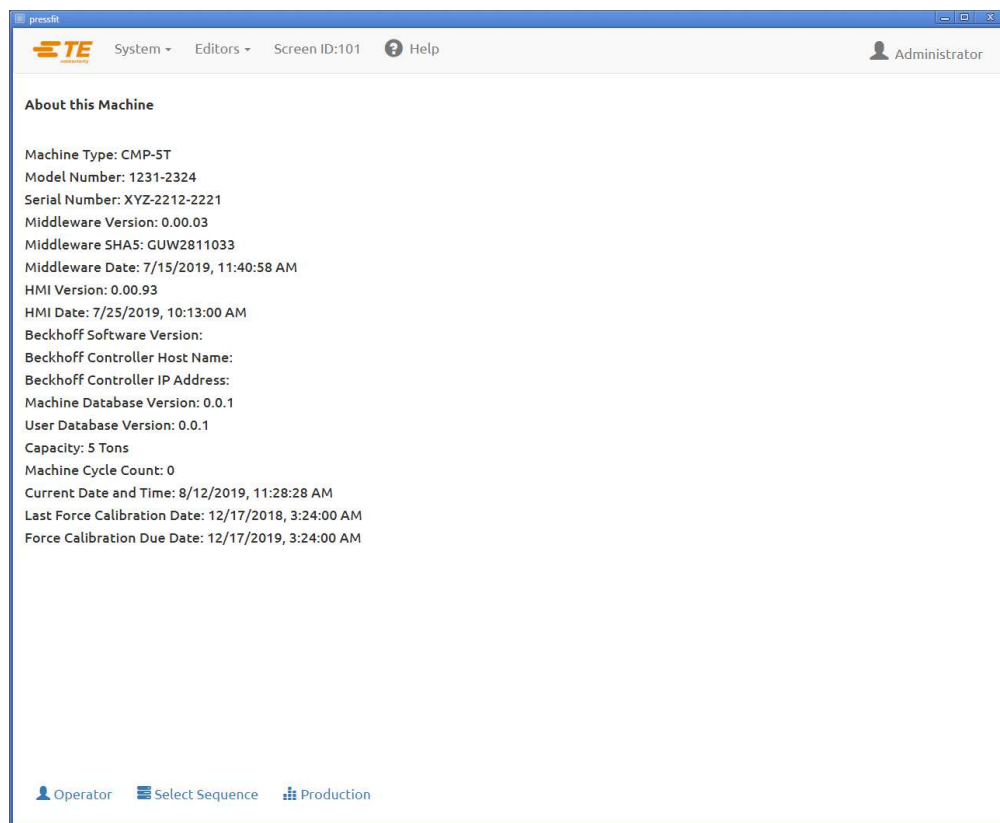 pressfit
TE
connectivity
System
Editors
Screen ID:101
? Help
Administrator
About this Machine
Machine Type: CMP-5T
Model Number: 1231-2324
Serial Number: XYZ-2212-2221
Middleware Version: 0.00.03
Middleware SHA5: GUW2811033
Middleware Date: 7/15/2019, 11:40:58 AM
HMI Version: 0.00.93
HMI Date: 7/25/2019, 10:13:00 AM
Beckhoff Software Version:
Beckhoff Controller Host Name:
Beckhoff Controller IP Address:
Machine Database Version: 0.0.1
User Database Version: 0.0.1
Capacity: 5 Tons
Machine Cycle Count: 0
Current Date and Time: 8/12/2019, 11:28:28 AM
Last Force Calibration Date: 12/17/2018, 3:24:00 AM
Force Calibration Due Date: 12/17/2019, 3:24:00 AM
Operator
Select Sequence
Production